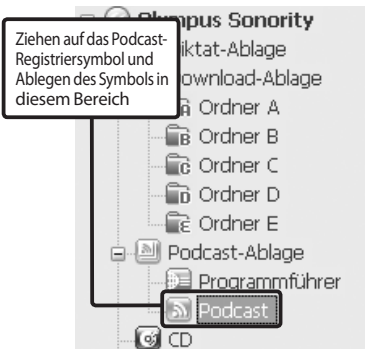 Olympus Sonority
Ziehen auf das Podcast-
Registriersymbol und
Ablegen des Symbols in
diesem Bereich
iktat-Ablage
ownload-Ablage
Ordner A
Ordner B
Ordner C
Ordner D
Ordner E
Podcast-Ablage
Programmführer
Podcast
CD